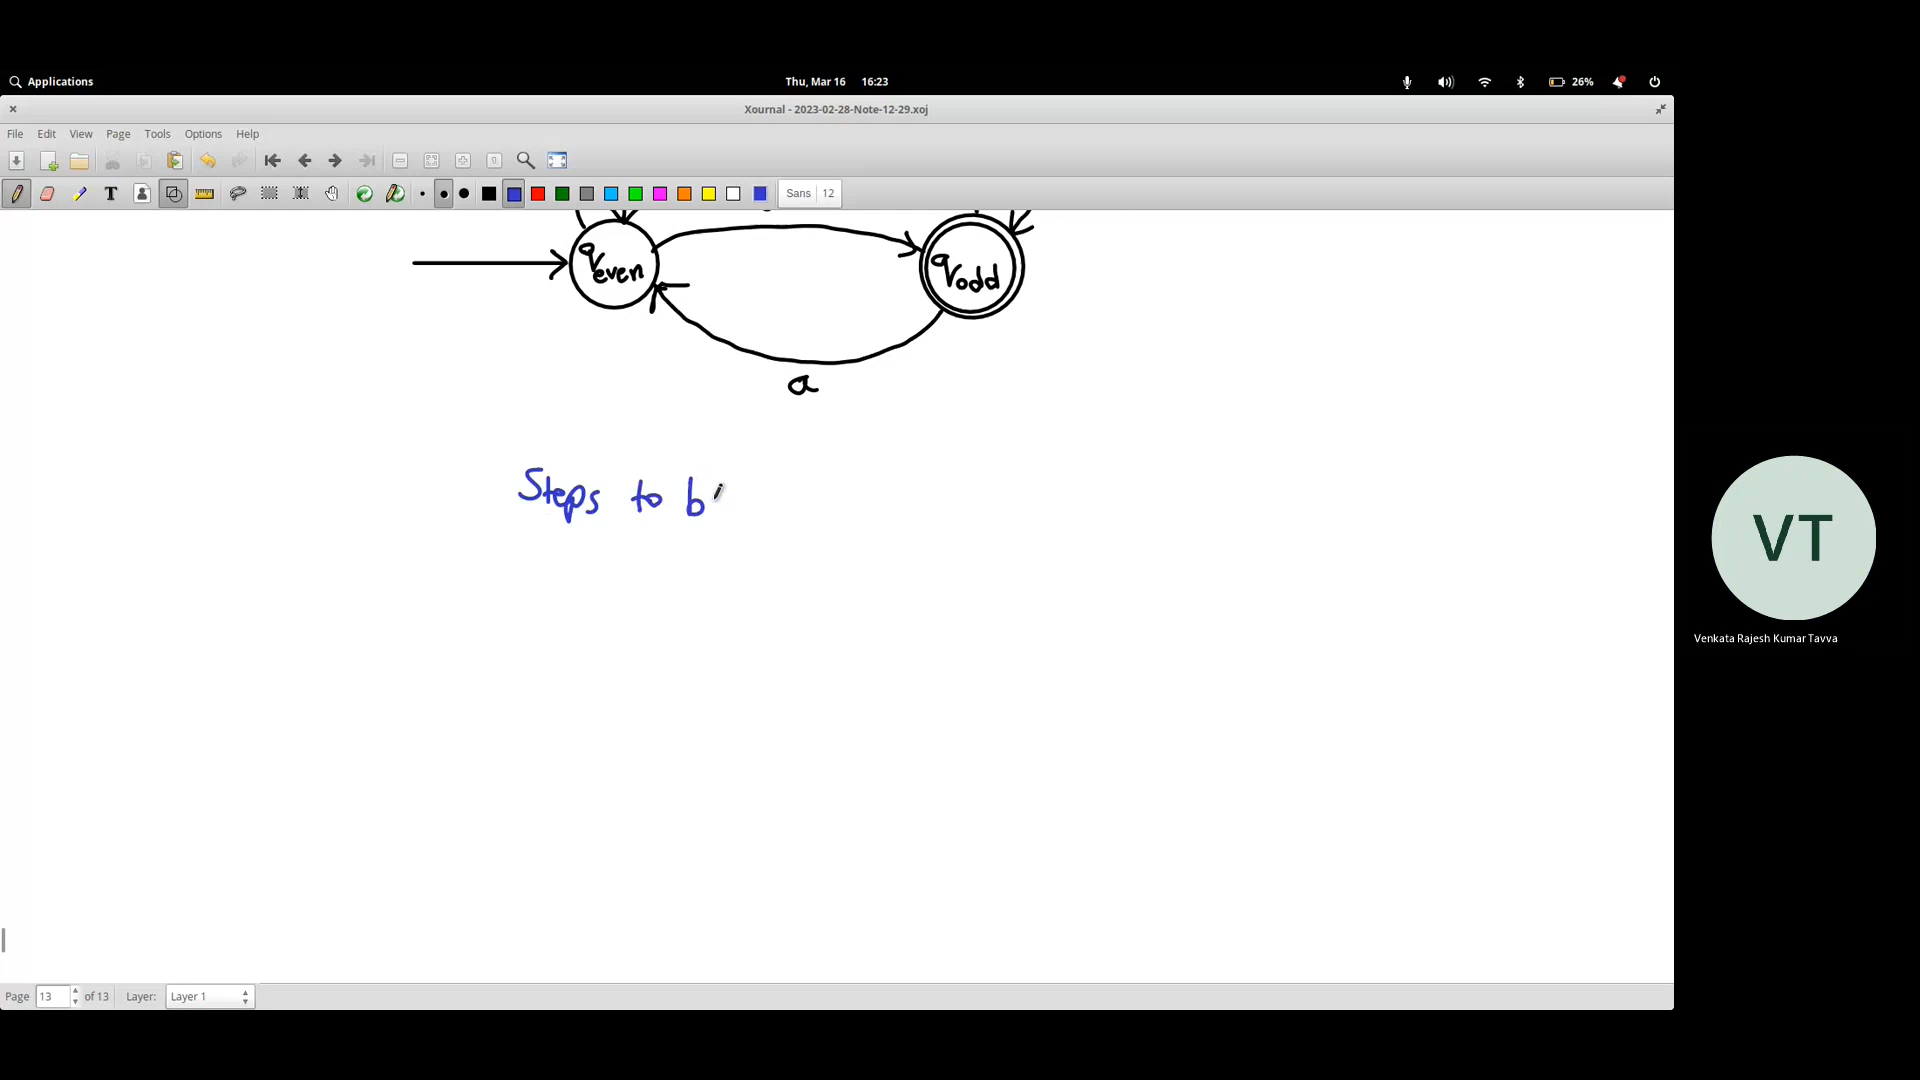 Applications
Thu, Mar 16 16:23
26%
Xournal - 2023-02-28-Note-12-29.xoj
File Edit View Page Tools Options Help
Sans 12
q even
q odd
a
Steps to b
VT
Venkata Rajesh Kumar Tavva
Page 13 of 13 Layer: Layer 1